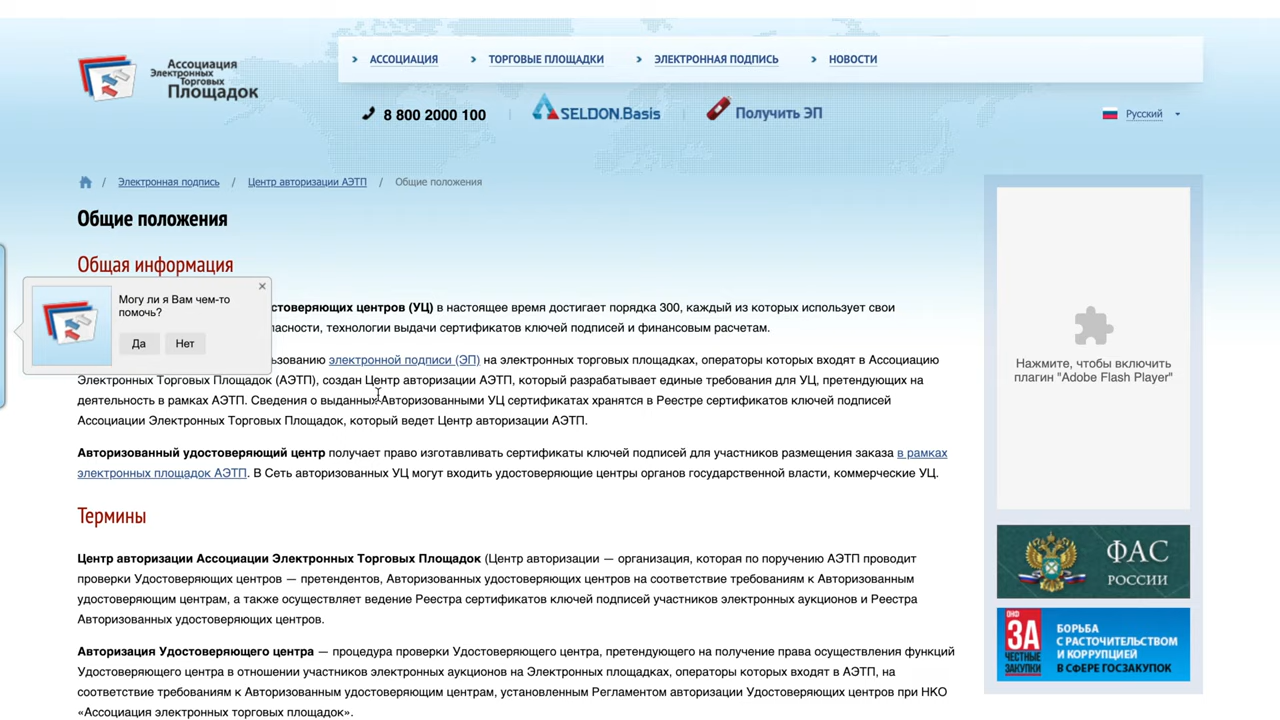 Ассоциация
Электронных
Торговых
Площадок
АССОЦИАЦИЯ
ТОРГОВЫЕ ПЛОЩАДКИ
ЭЛЕКТРОННАЯ ПОДПИСЬ
НОВОСТИ
8 800 2000 100
SELDON.Basis
Получить ЭП
Русский
Электронная подпись / Центр авторизации АЭТП / Общие положения
Общие положения
Общая информация
Могу ли я Вам чем-то
помочь?
Да
Нет
стоверяющих центров (УЦ) в настоящее время достигает порядка 300, каждый из которых использует свои
асности, технологии выдачи сертификатов ключей подписей и финансовым расчетам.
ьзованию электронной подписи (ЭП) на электронных торговых площадках, операторы которых входят в Ассоциацию
Электронных Торговых Площадок (АЭТП), создан Центр авторизации АЭТП, который разрабатывает единые требования для УЦ, претендующих на
деятельность в рамках АЭТП. Сведения о выданных Авторизованными УЦ сертификатах хранятся в Реестре сертификатов ключей подписей
Ассоциации Электронных Торговых Площадок, который ведет Центр авторизации АЭТП.
Авторизованный удостоверяющий центр получает право изготавливать сертификаты ключей подписей для участников размещения заказа в рамках
электронных площадок АЭТП. В Сеть авторизованных УЦ могут входить удостоверяющие центры органов государственной власти, коммерческие УЦ.
Термины
Центр авторизации Ассоциации Электронных Торговых Площадок (Центр авторизации — организация, которая по поручению АЭТП проводит
проверки Удостоверяющих центров — претендентов, Авторизованных удостоверяющих центров на соответствие требованиям к Авторизованным
удостоверяющим центрам, а также осуществляет ведение Реестра сертификатов ключей подписей участников электронных аукционов и Реестра
Авторизованных удостоверяющих центров.
Авторизация Удостоверяющего центра — процедура проверки Удостоверяющего центра, претендующего на получение права осуществления функций
Удостоверяющего центра в отношении участников электронных аукционов на Электронных площадках, операторы которых входят в АЭТП, на
соответствие требованиям к Авторизованным удостоверяющим центрам, установленным Регламентом авторизации Удостоверяющих центров при НКО
«Ассоциация электронных торговых площадок».
Нажмите, чтобы включить
плагин "Adobe Flash Player"
ФАС
РОССИИ
ОНФ
ЗА
ЧЕСТНЫЕ
ЗАКУПКИ
БОРЬБА
С РАСТОЧИТЕЛЬСТВОМ
И КОРРУПЦИЕЙ
В СФЕРЕ ГОСЗАКУПОК